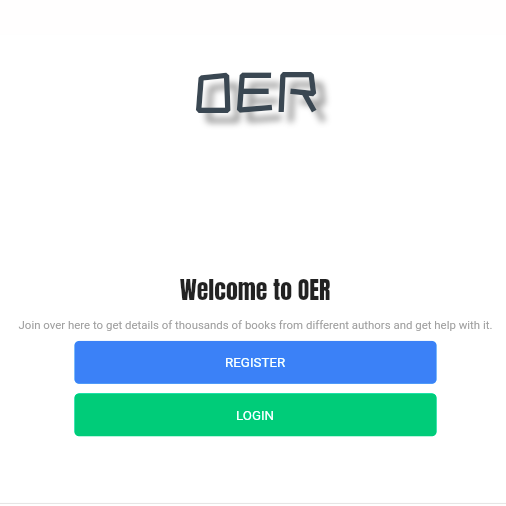 OER
Welcome to OER
Join over here to get details of thousands of books from different authors and get help with it.
REGISTER
LOGIN